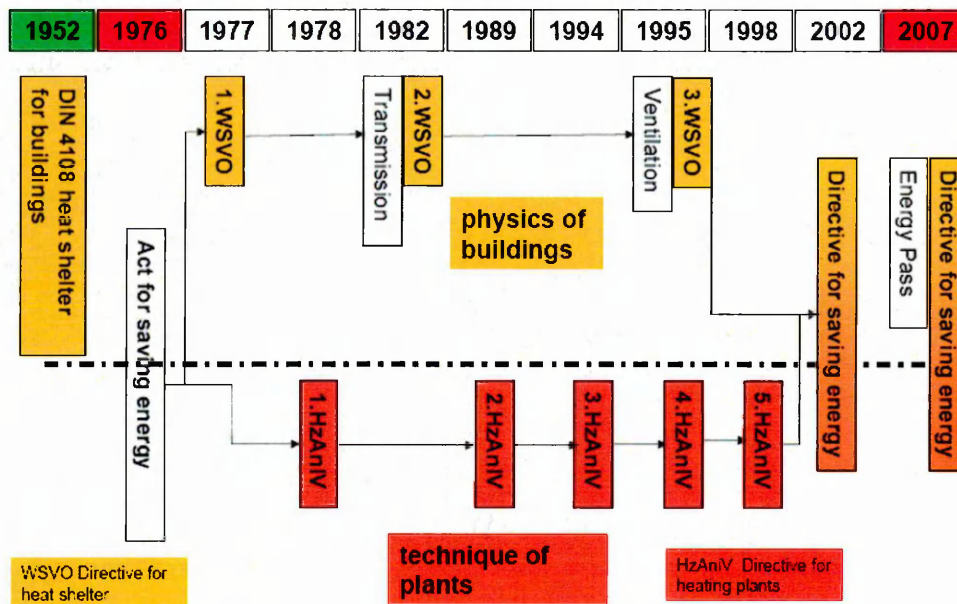 1952 1976 1977 1978 1982 1989 1994 1995 1998 2002 2007
DIN 4108 heat shelter
for buildings
Act for saving energy
1.WSVO
Transmission
2.WSVO
Ventilation
3.WSVO
Directive for saving energy
Energy Pass
Directive for saving energy
physics of
buildings
1.HzAnlV
2.HzAnlV
3.HzAnlV
4.HzAnlV
5.HzAnlV
technique of
plants
WSVO Directive for
heat shelter
HzAnlV Directive for
heating plants